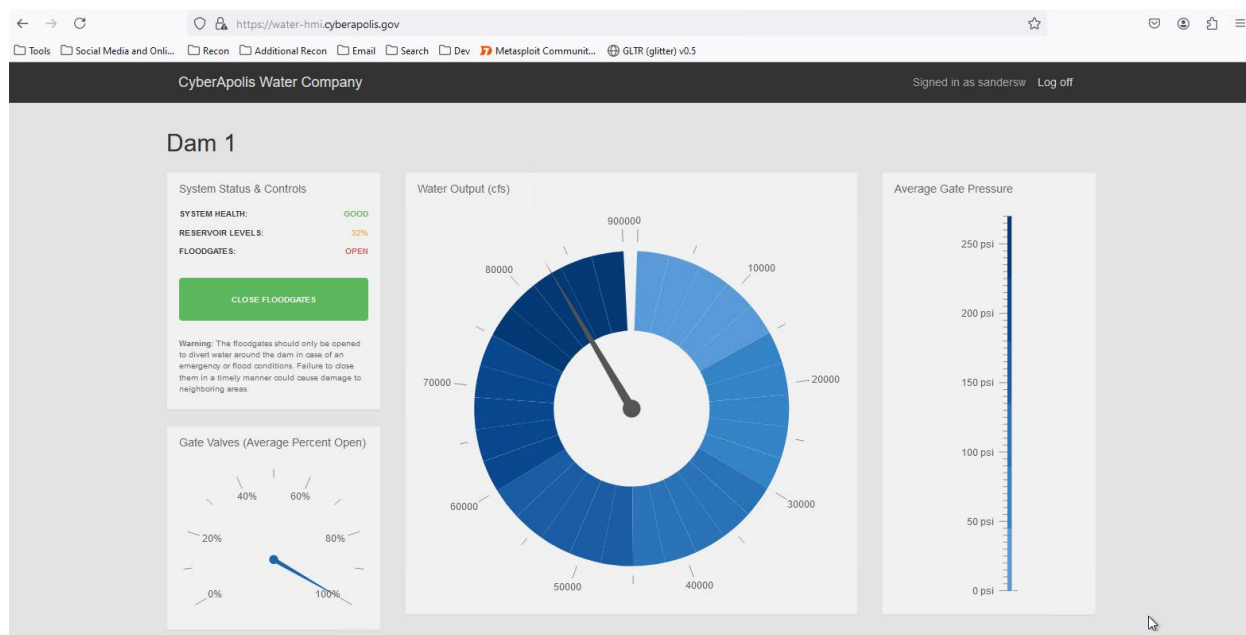 https://water-hmi.cyberapolis.gov
Tools Social Media and Onli... Recon Additional Recon Email Search Dev Metasploit Communit... GLTR (glitter) v0.5
CyberApolis Water Company Signed in as sandersw Log off
Dam 1
System Status & Controls
SYSTEM HEALTH: GOOD
RESERVOIR LEVELS: 32%
FLOODGATES: OPEN
CLOSE FLOODGATES
Warning: The floodgates should only be opened
to divert water around the dam in case of an
emergency or flood conditions. Failure to close
them in a timely manner could cause damage to
neighboring areas.
Gate Valves (Average Percent Open)
40% 60%
20% 80%
0% 100%
Water Output (cfs)
900000
80000 10000
70000 20000
60000 30000
50000 40000
Average Gate Pressure
250 psi
200 psi
150 psi
100 psi
50 psi
0 psi